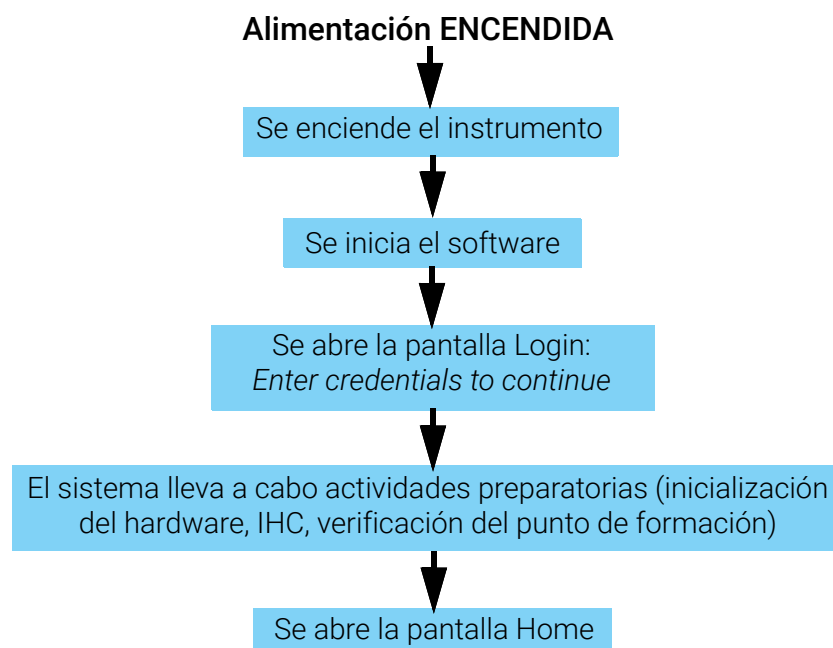 Alimentación ENCENDIDA
Se enciende el instrumento
Se inicia el software
Se abre la pantalla Login:
Enter credentials to continue
El sistema lleva a cabo actividades preparatorias (inicialización
del hardware, IHC, verificación del punto de formación)
Se abre la pantalla Home